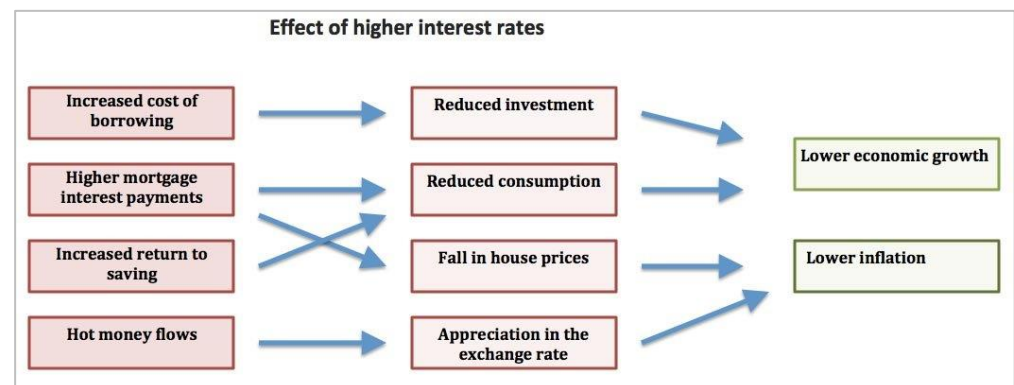 Effect of higher interest rates
Increased cost of
borrowing
Reduced investment
Lower economic growth
Higher mortgage
interest payments
Reduced consumption
Increased return to
saving
Fall in house prices
Lower inflation
Hot money flows
Appreciation in the
exchange rate